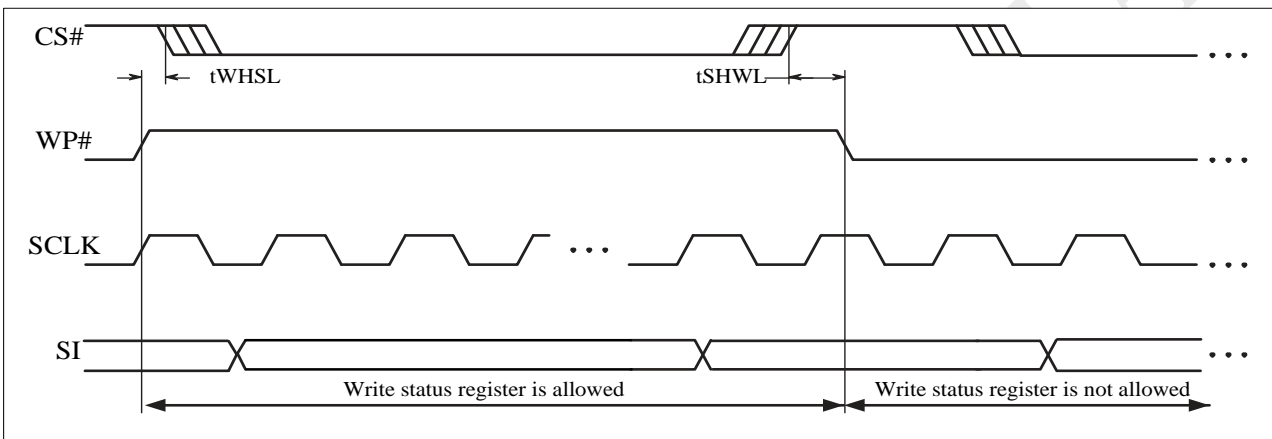 CS#
tWHSL
tSHWL
WP#
SCLK
SI
Write status register is allowed
Write status register is not allowed